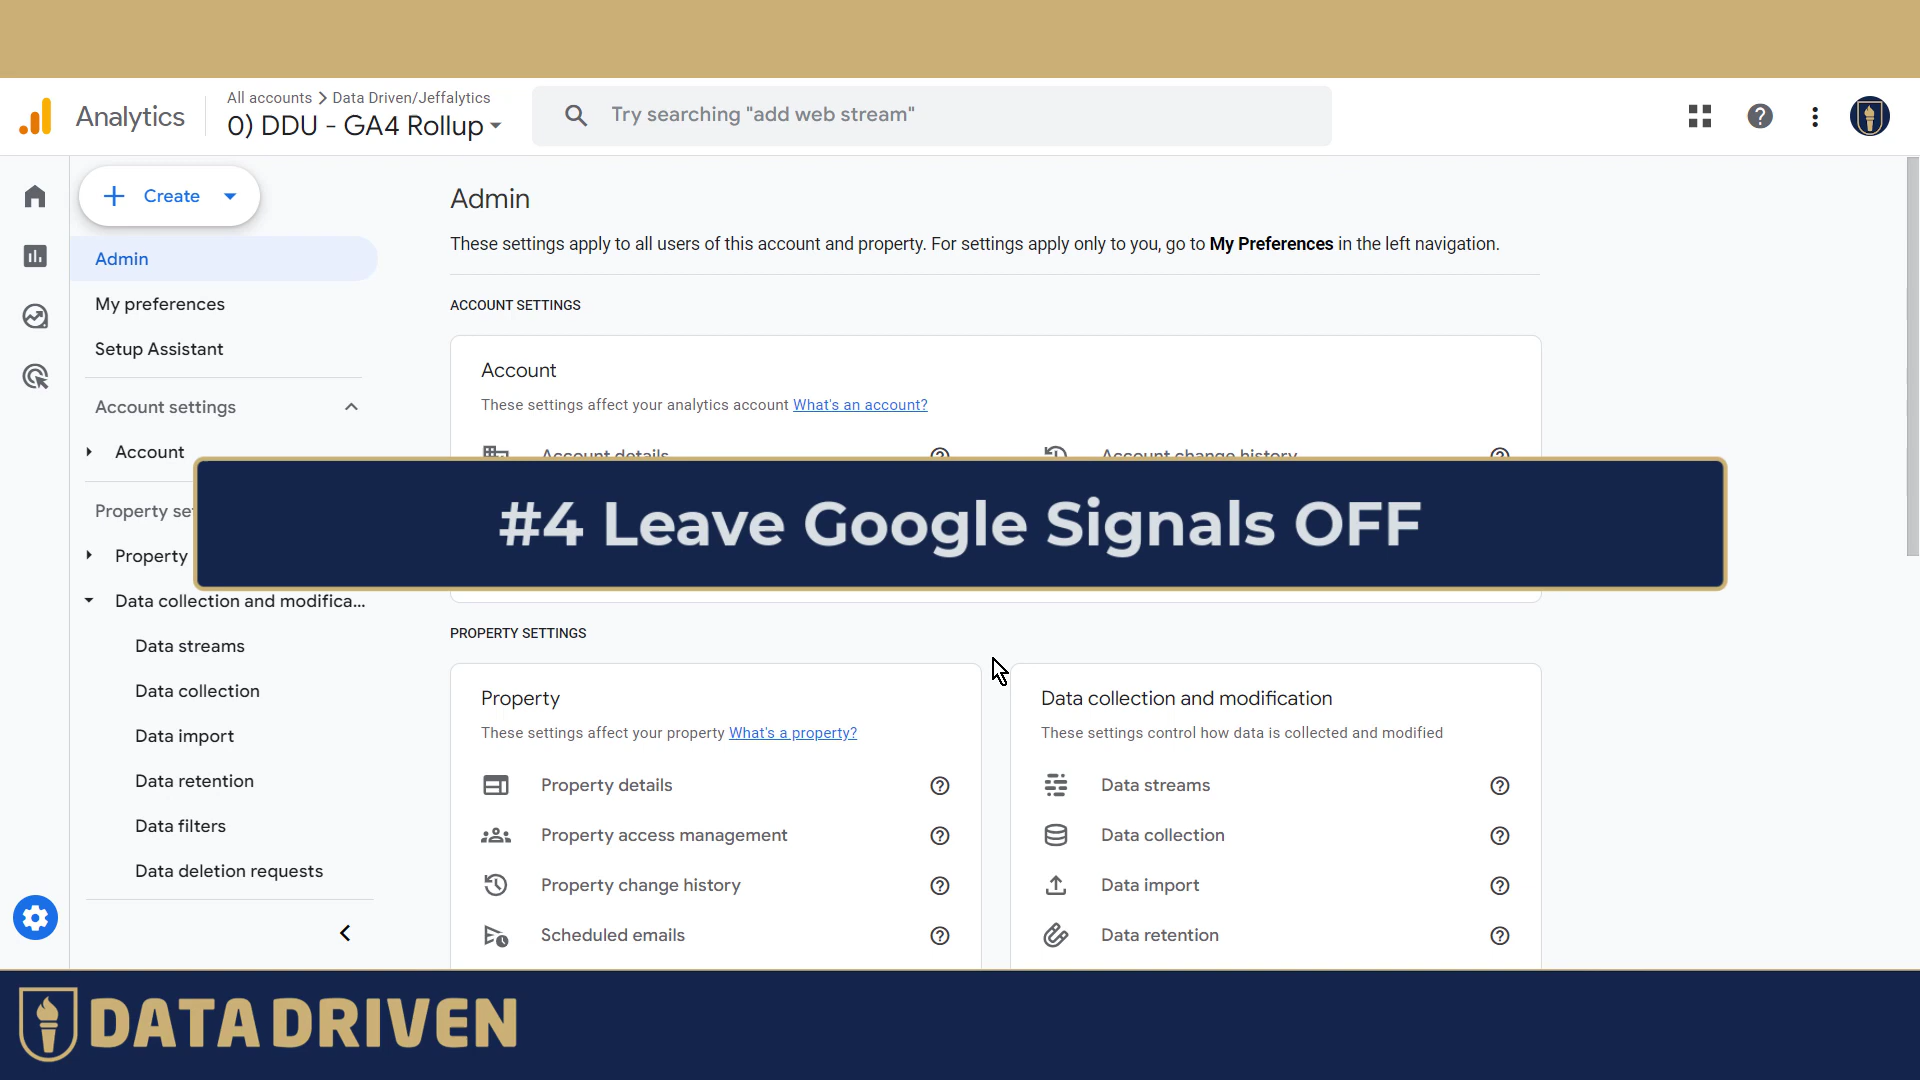 Analytics
All accounts > Data Driven/Jeffalytics
0) DDU - GA4 Rollup
Try searching "add web stream"
Create
Admin
My preferences
Setup Assistant
Account settings
Account
Property se
Property
Data collection and modifica...
Data streams
Data collection
Data import
Data retention
Data filters
Data deletion requests
Admin
These settings apply to all users of this account and property. For settings apply only to you, go to My Preferences in the left navigation.
ACCOUNT SETTINGS
Account
These settings affect your analytics account What's an account?
Account details
Account change history
#4 Leave Google Signals OFF
PROPERTY SETTINGS
Property
These settings affect your property What's a property?
Property details
Property access management
Property change history
Scheduled emails
Data collection and modification
These settings control how data is collected and modified
Data streams
Data collection
Data import
Data retention
DATA DRIVEN